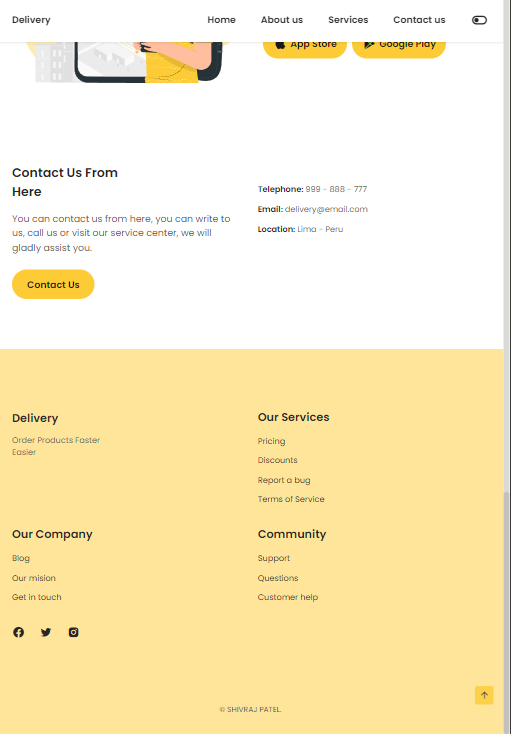 Delivery
Home
About us
Services
Contact us
App Store
Google Play
Contact Us From
Here
You can contact us from here, you can write to
us, call us or visit our service center, we will
gladly assist you.
Contact Us
Telephone: 999 - 888 - 777
Email: delivery@email.com
Location: Lima - Peru
Delivery
Order Products Faster
Easier
Our Services
Pricing
Discounts
Report a bug
Terms of Service
Our Company
Blog
Our mision
Get in touch
Community
Support
Questions
Customer help
© SHIVRAJ PATEL.